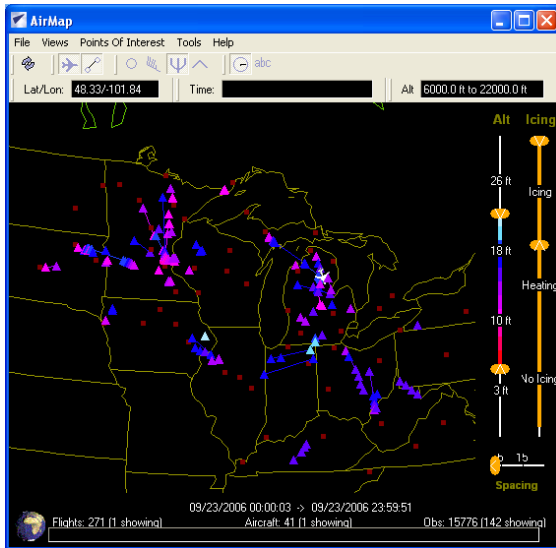 AirMap
File Views Points Of Interest Tools Help
abc
Lat/Lon: 48.33/-101.84 Time: Alt 6000.0 ft to 22000.0 ft
Alt Icing
26 ft
Icing
18 ft
Heating
10 ft
No Icing
3 ft
15
Spacing
09/23/2006 00:00:03 -> 09/23/2006 23:59:51
Flights: 271 (1 showing) Aircraft: 41 (1 showing) Obs: 15776 (142 showing)